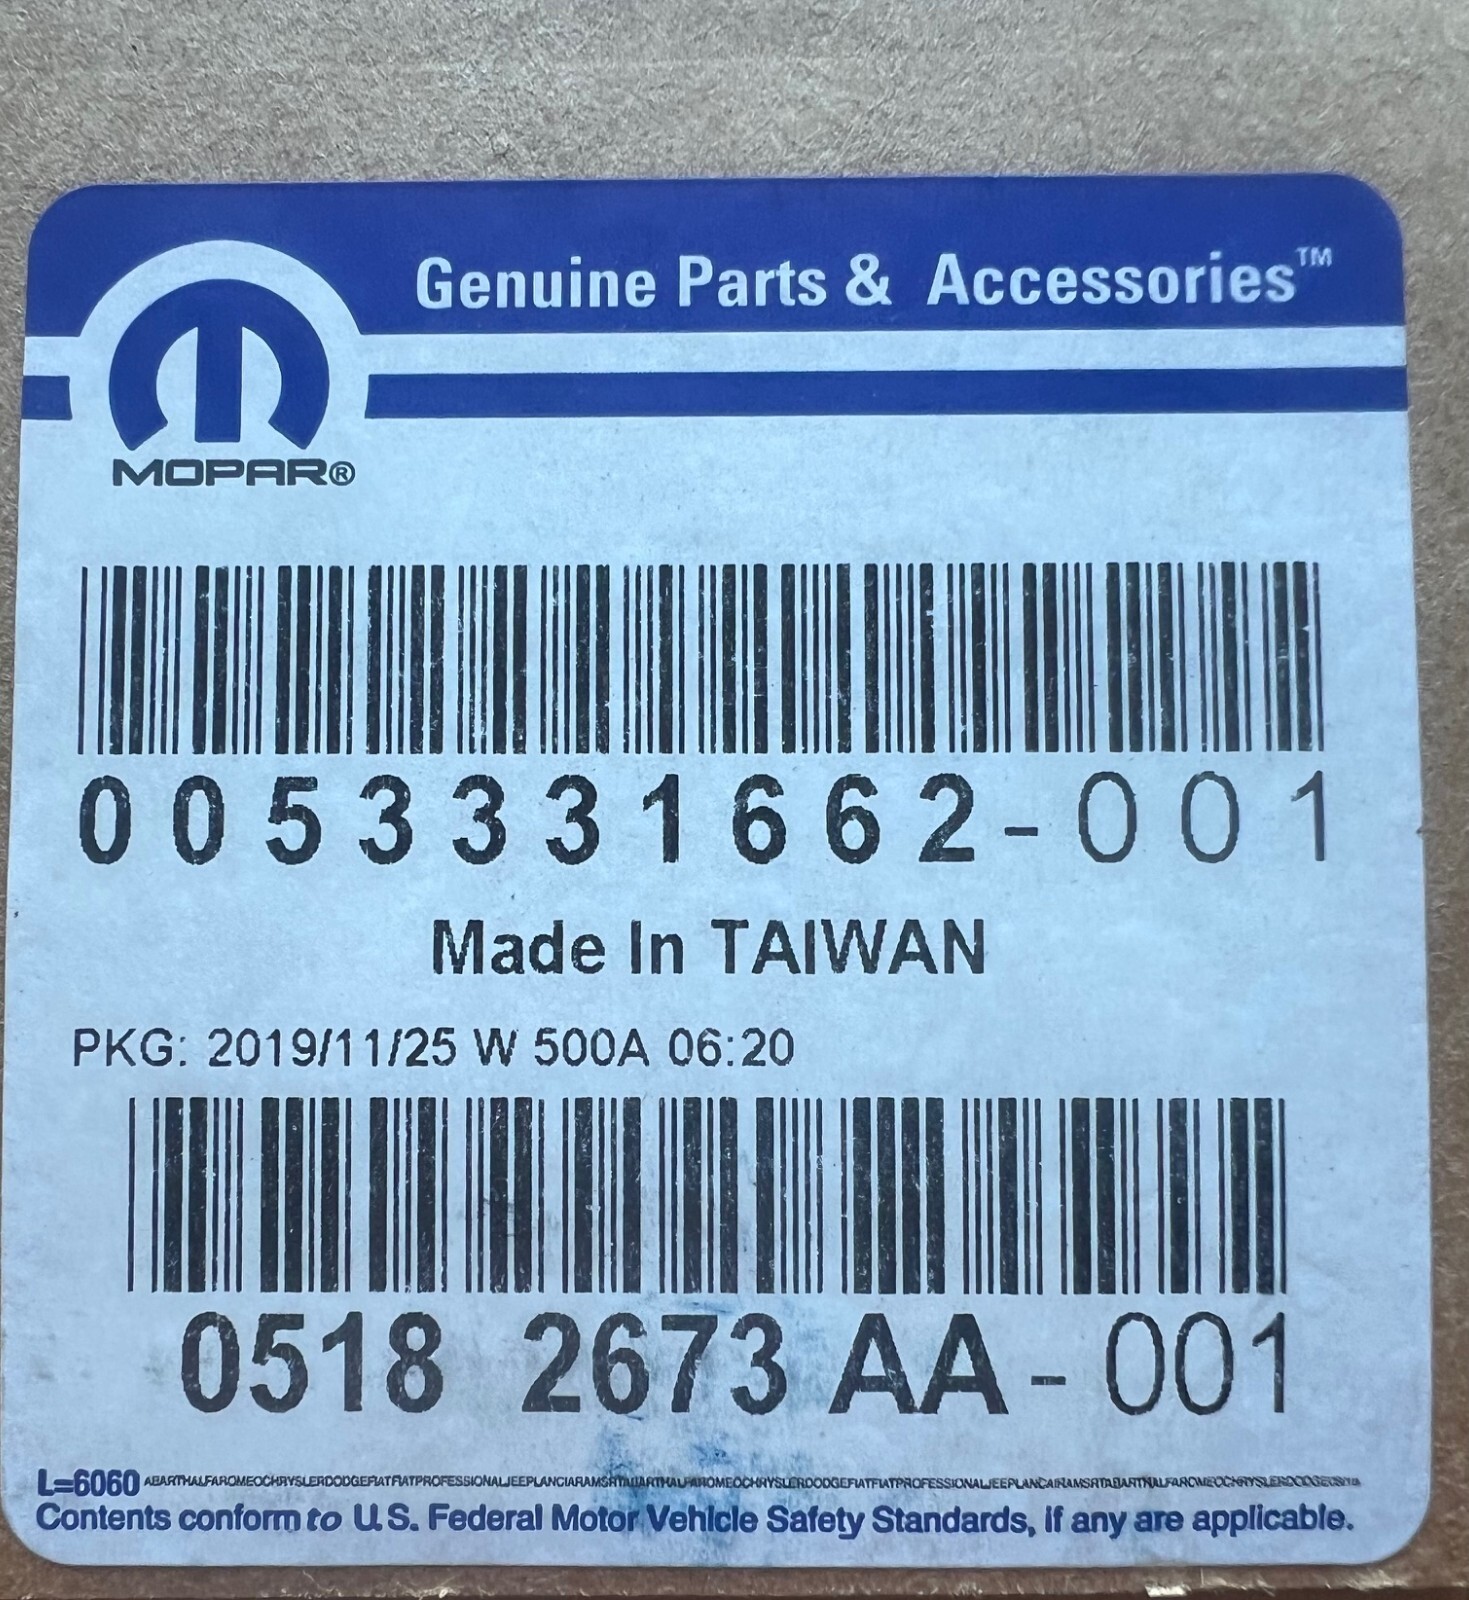 Genuine Parts & Accessories™
MOPAR®
0053331662-001
Made In TAIWAN
PKG: 2019/11/25 W 500A 06:20
0518 2673 AA-001
L=6060
Contents conform to U.S. Federal Motor Vehicle Safety Standards, if any are applicable.